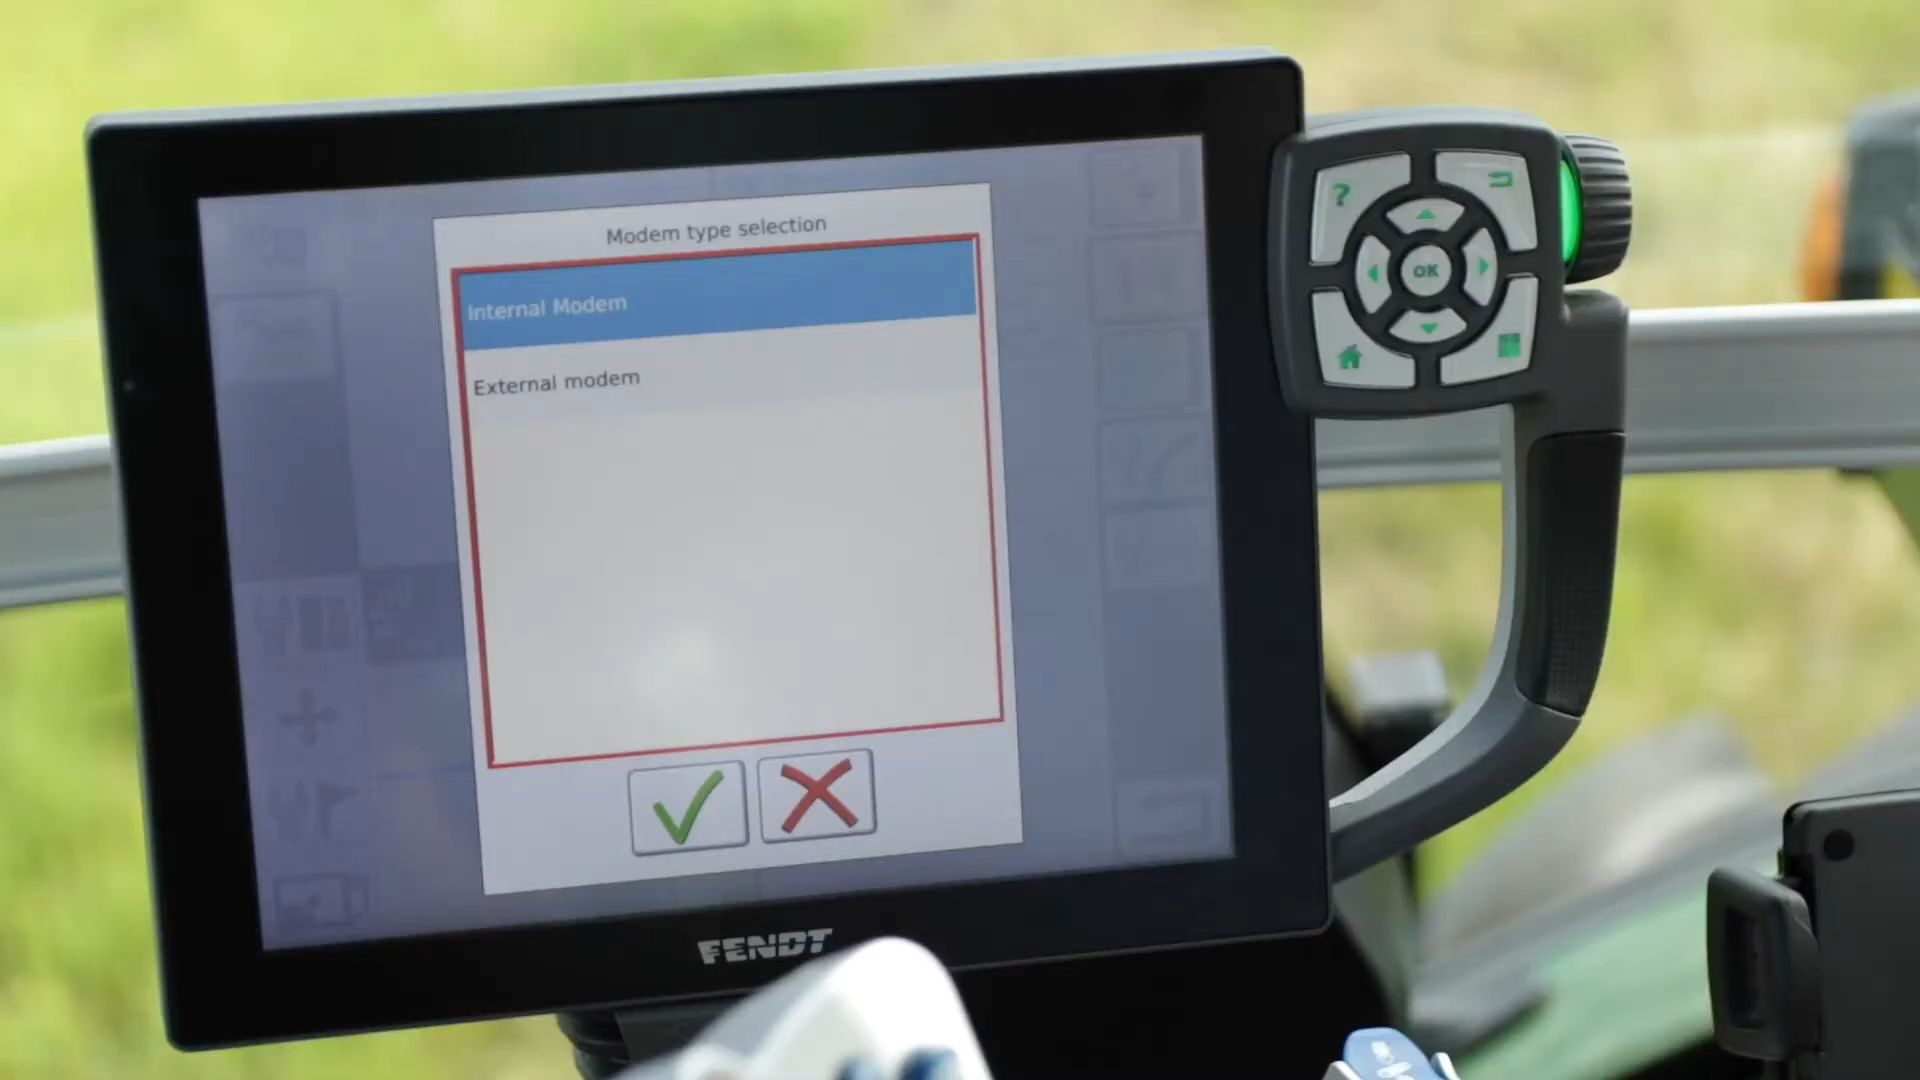 Modem type selection
Internal Modem
External modem
?
OK
FENDT